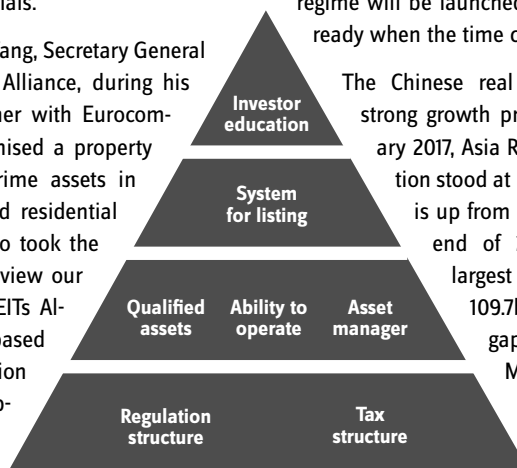 ials.
ang, Secretary General
Alliance, during his
ner with Eurocom-
nised a property
rime assets in
d residential
o took the
view our
EITs Al-
based
ion
p-
Investor
education
System
for listing
Qualified
assets
Ability to
operate
Asset
manager
Regulation
structure
Tax
structure
regime will be launched
ready when the time
The Chinese real
strong growth pr
ary 2017, Asia R
tion stood at
is up from
end of
largest
109.7
gap
M